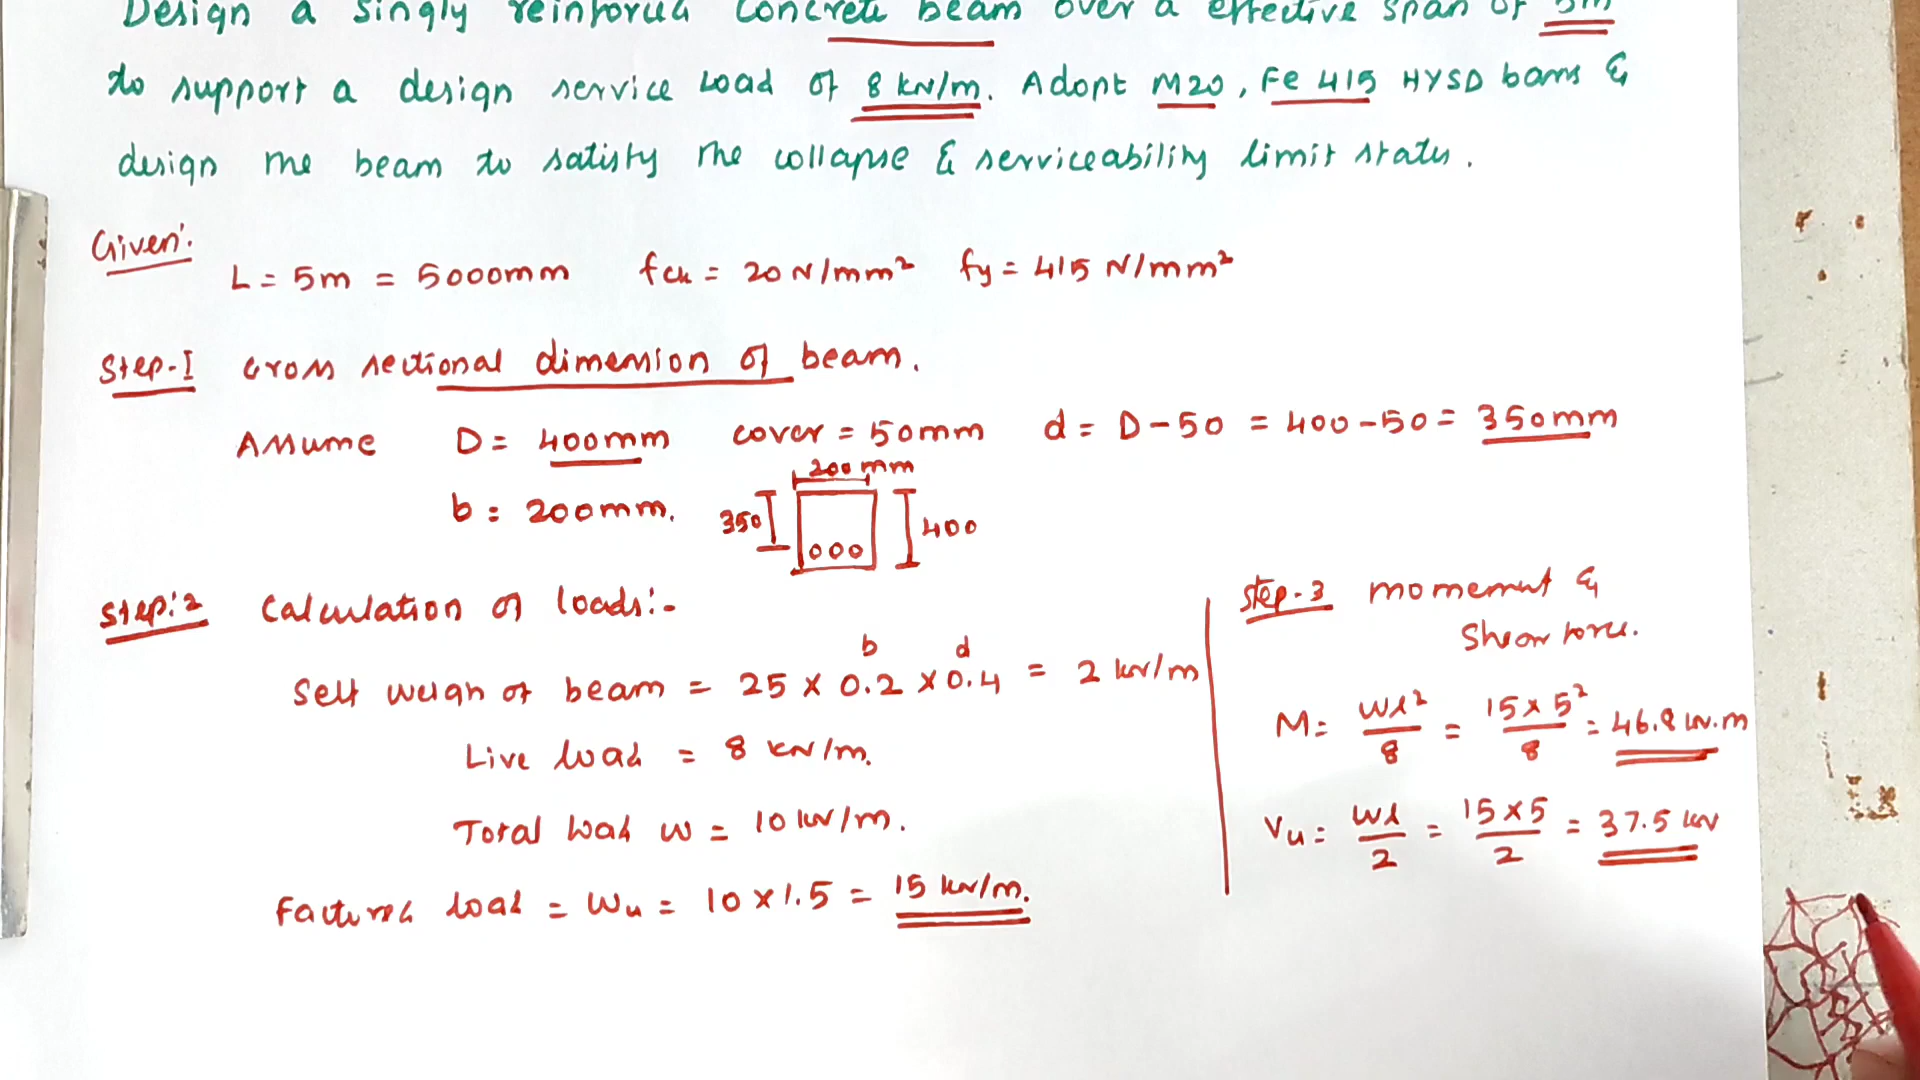 Design a singly reinforced concrete beam over a effective span of 5m
to support a design service load of 8 kN/m. Adopt M20, Fe 415 HYSD bars &
design the beam to satisfy the collapse & serviceability limit states.
Given:
L = 5m = 5000mm fck = 20 N/mm² fy = 415 N/mm²
Step-I Cross sectional dimension of beam.
Assume D = 400mm cover = 50mm d = D - 50 = 400 - 50 = 350mm
200 mm
b = 200mm. 350 400
Step:2 Calculation of loads:-
b d
Self weigh of beam = 25 x 0.2 x 0.4 = 2 kN/m
Live load = 8 kN/m.
Total load w = 10 kN/m.
Factored load = Wu = 10 x 1.5 = 15 kN/m.
Step-3 moment &
Shear force.
M = wl²/8 = 15 x 5²/8 = 46.8 kN.m
Vu = wl/2 = 15 x 5/2 = 37.5 kN